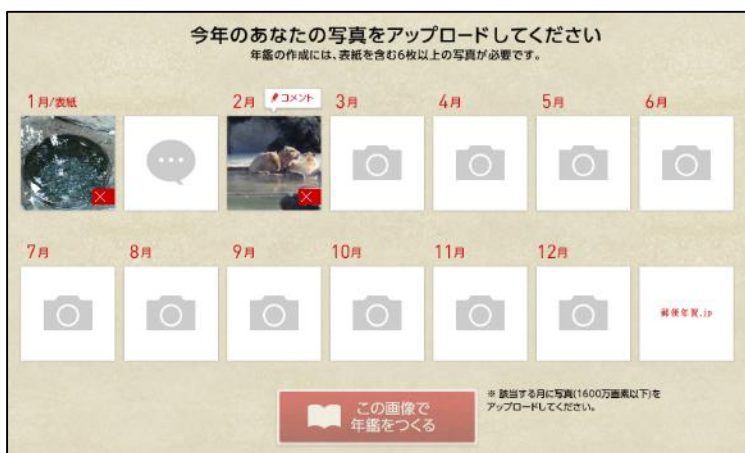 今年のあなたの写真をアップロードしてください
年鑑の作成には、表紙を含む6枚以上の写真が必要です。
1月/表紙
2月
コメント
3月
4月
5月
6月
7月
8月
9月
10月
11月
12月
郵便年賀.jp
この画像で
年鑑をつくる
※ 該当する月に写真(1600万画素以下)を
アップロードしてください。